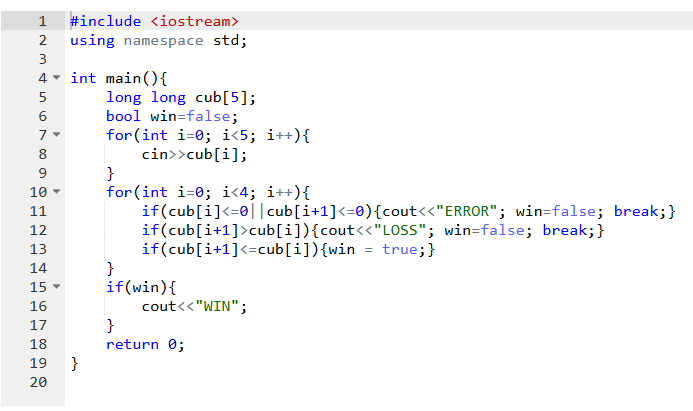 1 #include <iostream>
2 using namespace std;
3
4 int main(){
5     long long cub[5];
6     bool win=false;
7     for(int i=0; i<5; i++){
8         cin>>cub[i];
9     }
10     for(int i=0; i<4; i++){
11         if(cub[i]<=0||cub[i+1]<=0){cout<<"ERROR"; win=false; break;}
12         if(cub[i+1]>cub[i]){cout<<"LOSS"; win=false; break;}
13         if(cub[i+1]<=cub[i]){win = true;}
14     }
15     if(win){
16         cout<<"WIN";
17     }
18     return 0;
19 }
20